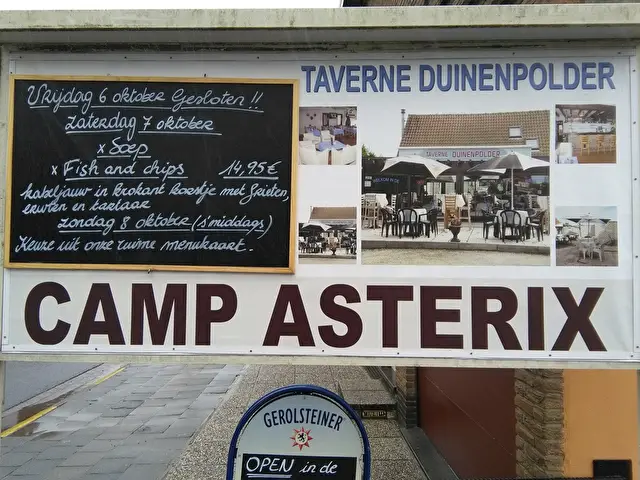 Vrijdag 6 oktober Gesloten !!
Zaterdag 7 oktober
x Soep
x Fish and chips 14,95€
kabeljauw in krokant korstje met Frieten,
erwten en tartaar
Zondag 8 oktober (s'middags)
Keuze uit onze ruime menukaart.
TAVERNE DUINENPOLDER
TAVERNE DUINENPOLDER
CAMP ASTERIX
GEROLSTEINER
OPEN in de